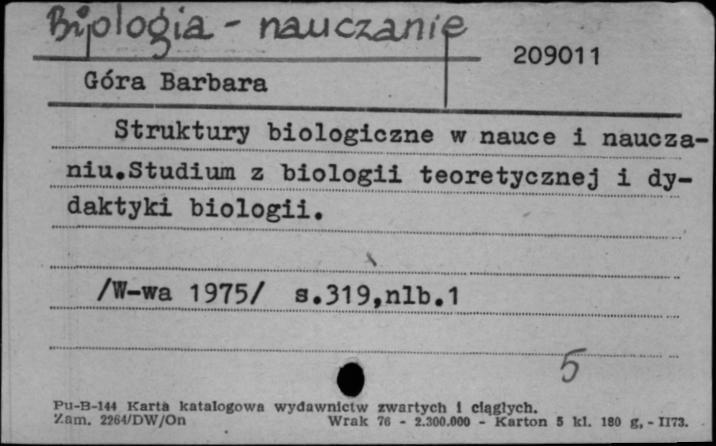 Biologia - nauczanie
209011
Góra Barbara
Struktury biologiczne w nauce i naucza-
niu.Studium z biologii teoretycznej i dy-
daktyki biologii.
/W-wa 1975/ s.319,nlb.1
5
Pu-B-144 Karta katalogowa wydawnictw zwartych i ciągłych.
Zam. 2264/DW/On Wrak 76 - 2.300.000 - Karton 5 kl. 180 g, - II73.